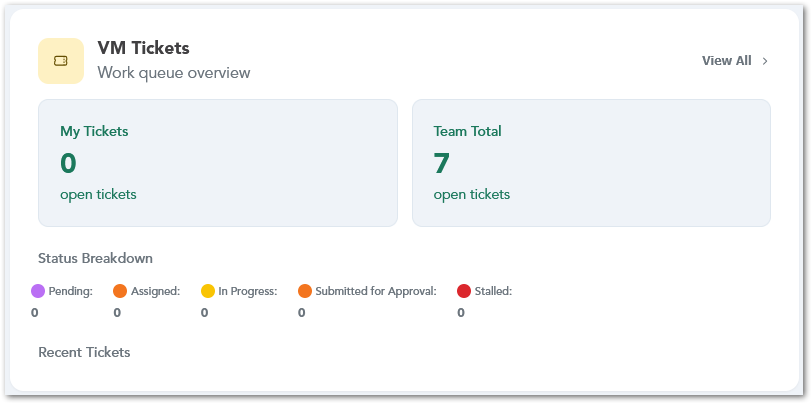 VM Tickets
Work queue overview
View All
My Tickets
0
open tickets
Team Total
7
open tickets
Status Breakdown
Pending: Assigned: In Progress: Submitted for Approval: Stalled:
0 0 0 0 0
Recent Tickets